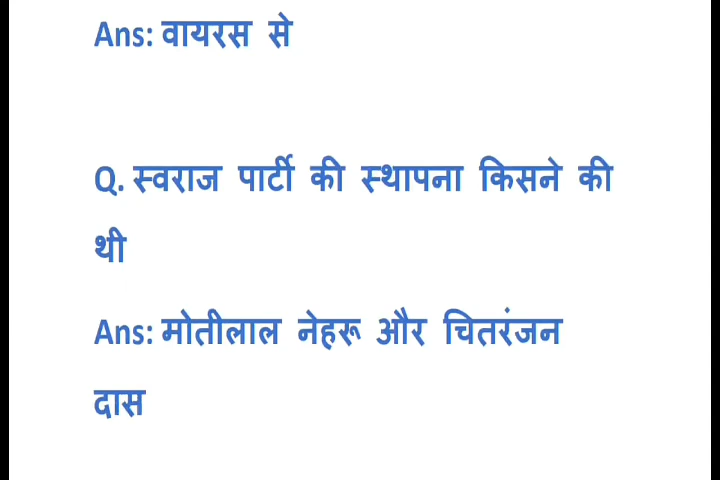 Ans: वायरस से
Q. स्वराज पार्टी की स्थापना किसने की
थी
Ans: मोतीलाल नेहरू और चितरंजन
दास